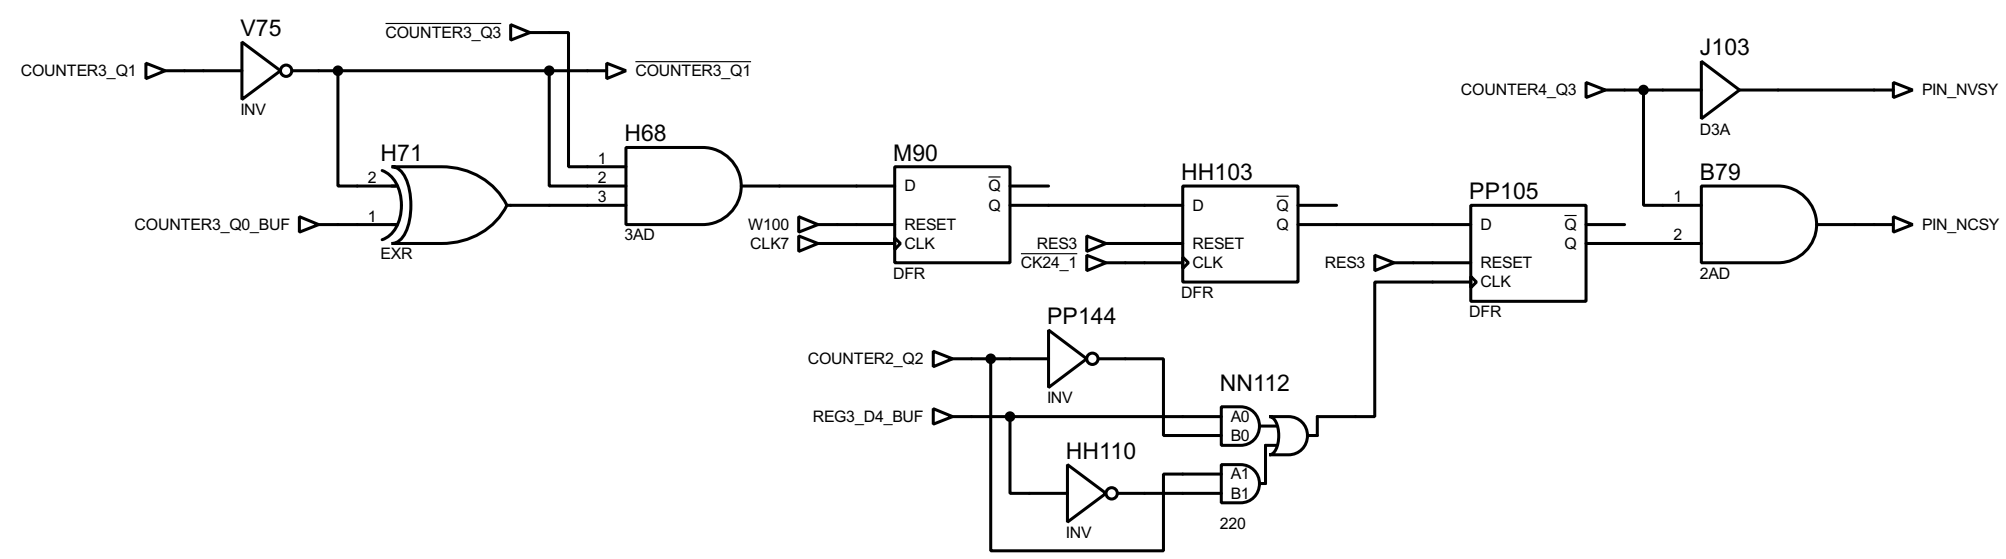 V75
COUNTER3_Q3
J103
COUNTER3_Q1
COUNTER3_Q1
COUNTER4_Q3
PIN_NVSY
INV
H68
D3A
H71
1
M90
2
2
D
Q
HH103
B79
3
Q
D
Q
PP105
1
COUNTER3_Q0_BUF
1
3AD
W100
RESET
Q
D
Q
PIN_NCSY
EXR
CLK7
CLK
RES3
RESET
Q
2
DFR
CK24_1
CLK
RES3
RESET
2AD
DFR
CLK
PP144
DFR
COUNTER2_Q2
INV
NN112
REG3_D4_BUF
A0
B0
HH110
A1
B1
INV
220